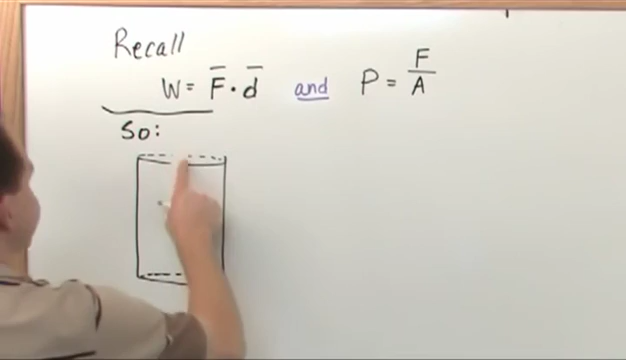 Recall
W = F · d and P = F/A
So: